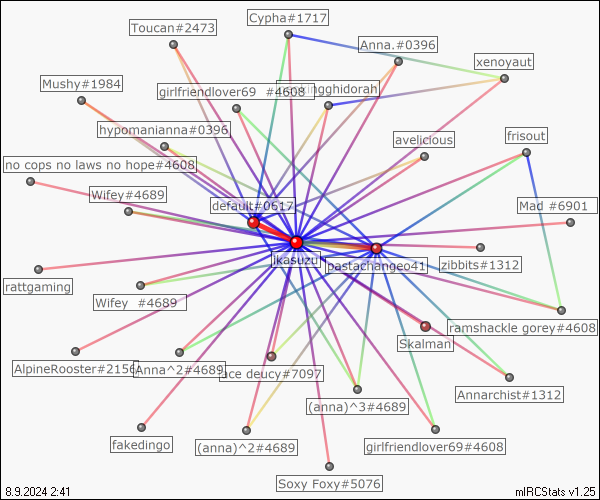 Cypha#1717
Toucan#2473
Anna.#0396
xenoyaut
Mushy#1984
girlfriendlover69 #4608
gghidorah
hypomanianna#0396
avelicious
frisout
no cops no laws no hope#4608
Wifey#4689
default#0617
Mad #6901
ikasuzu
pastachangeo41
zibbits#1312
rattgaming
Wifey #4689
ramshackle gorey#4608
Skalman
AlpineRooster#2156
Anna^2#4689
ace deucy#7097
Annarchist#1312
(anna)^3#4689
fakedingo
(anna)^2#4689
girlfriendlover69#4608
Soxy Foxy#5076
8.9.2024 2:41
mIRCStats v1.25